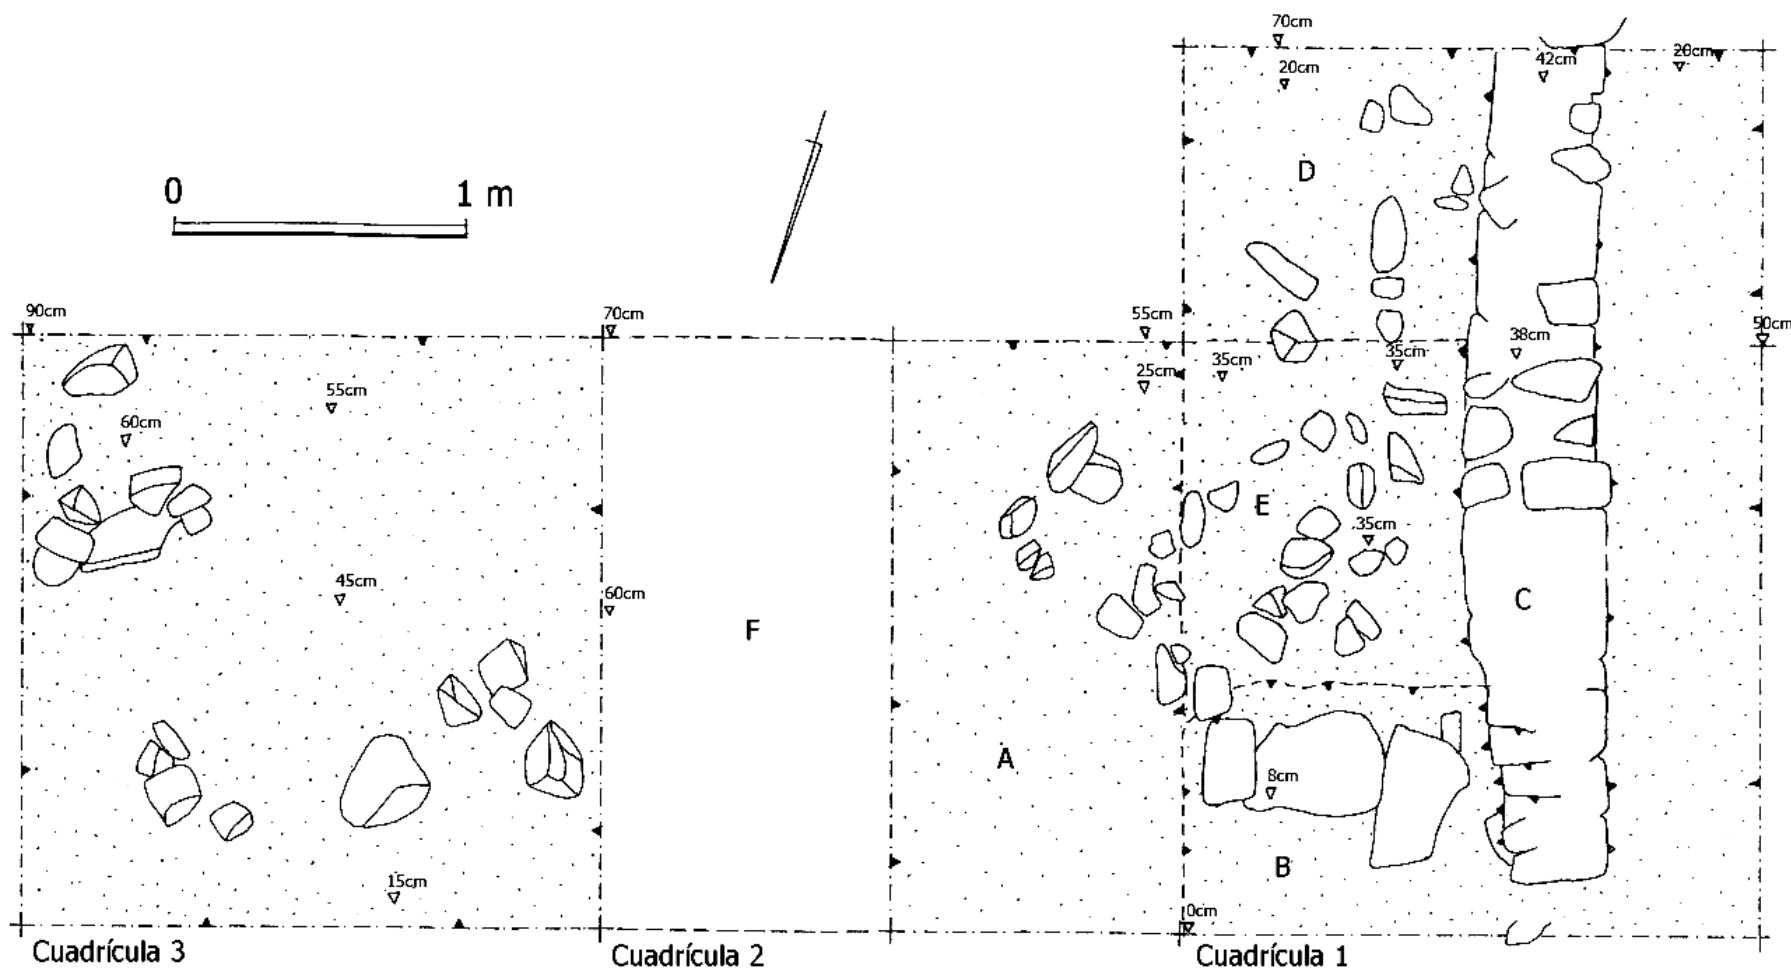 70cm
20cm
42cm
20cm
D
0 1 m
90cm
70cm
55cm
50cm
25cm
35cm
35cm
38cm
55cm
60cm
E
35cm
45cm
60cm
F
C
A
8cm
B
15cm
0cm
Cuadrícula 3
Cuadrícula 2
Cuadrícula 1